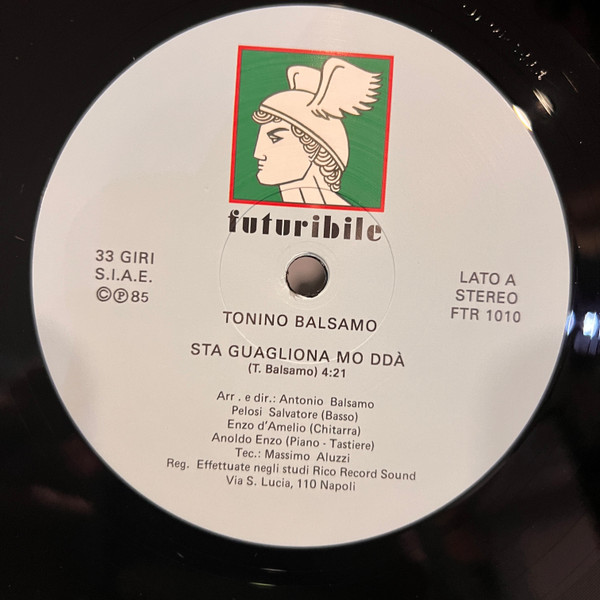 futuribile
33 GIRI
S.I.A.E.
©℗85
LATO A
STEREO
FTR 1010
TONINO BALSAMO
STA GUAGLIONA MO DDÀ
(T. Balsamo) 4:21
Arr . e dir.: Antonio Balsamo
Pelosi Salvatore (Basso)
Enzo d'Amelio (Chitarra)
Anoldo Enzo (Piano - Tastiere)
Tec.: Massimo Aluzzi
Reg. Effettuate negli studi Rico Record Sound
Via S. Lucia, 110 Napoli